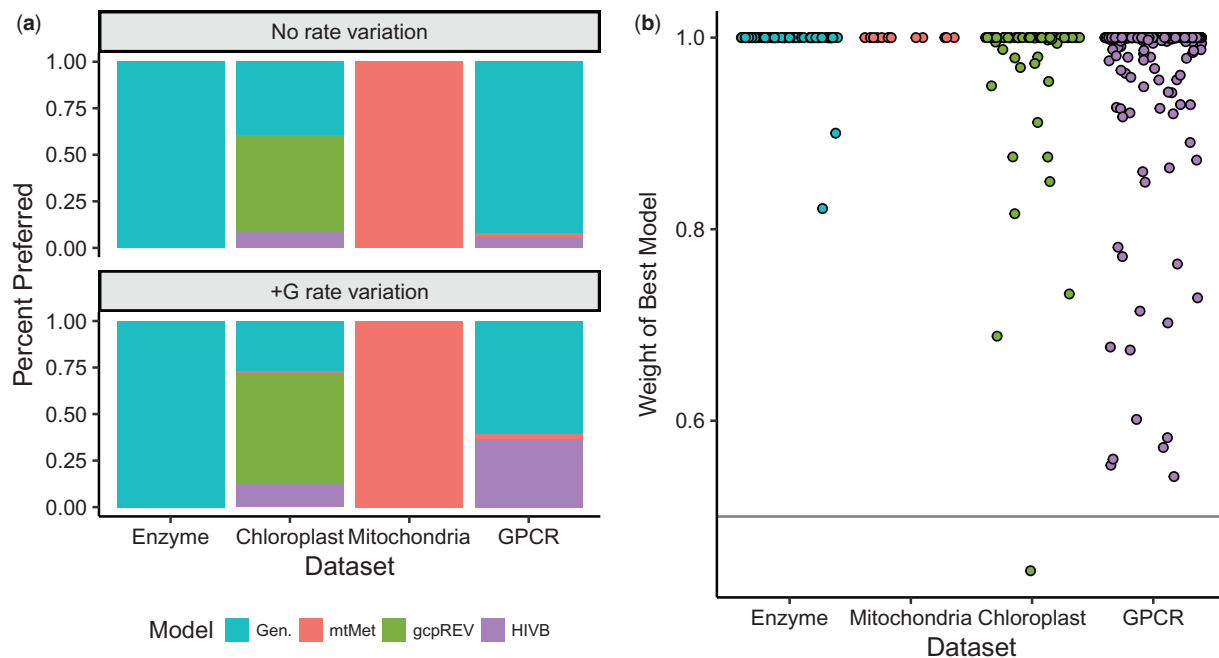 (a)
No rate variation
1.00
0.75
0.50
0.25
0.00
+G rate variation
1.00
0.75
0.50
0.25
0.00
Percent Preferred
Enzyme Chloroplast Mitochondria GPCR
Dataset
Model Gen. mtMet gcpREV HIVB
(b)
1.0
0.8
0.6
Weight of Best Model
Enzyme Mitochondria Chloroplast GPCR
Dataset